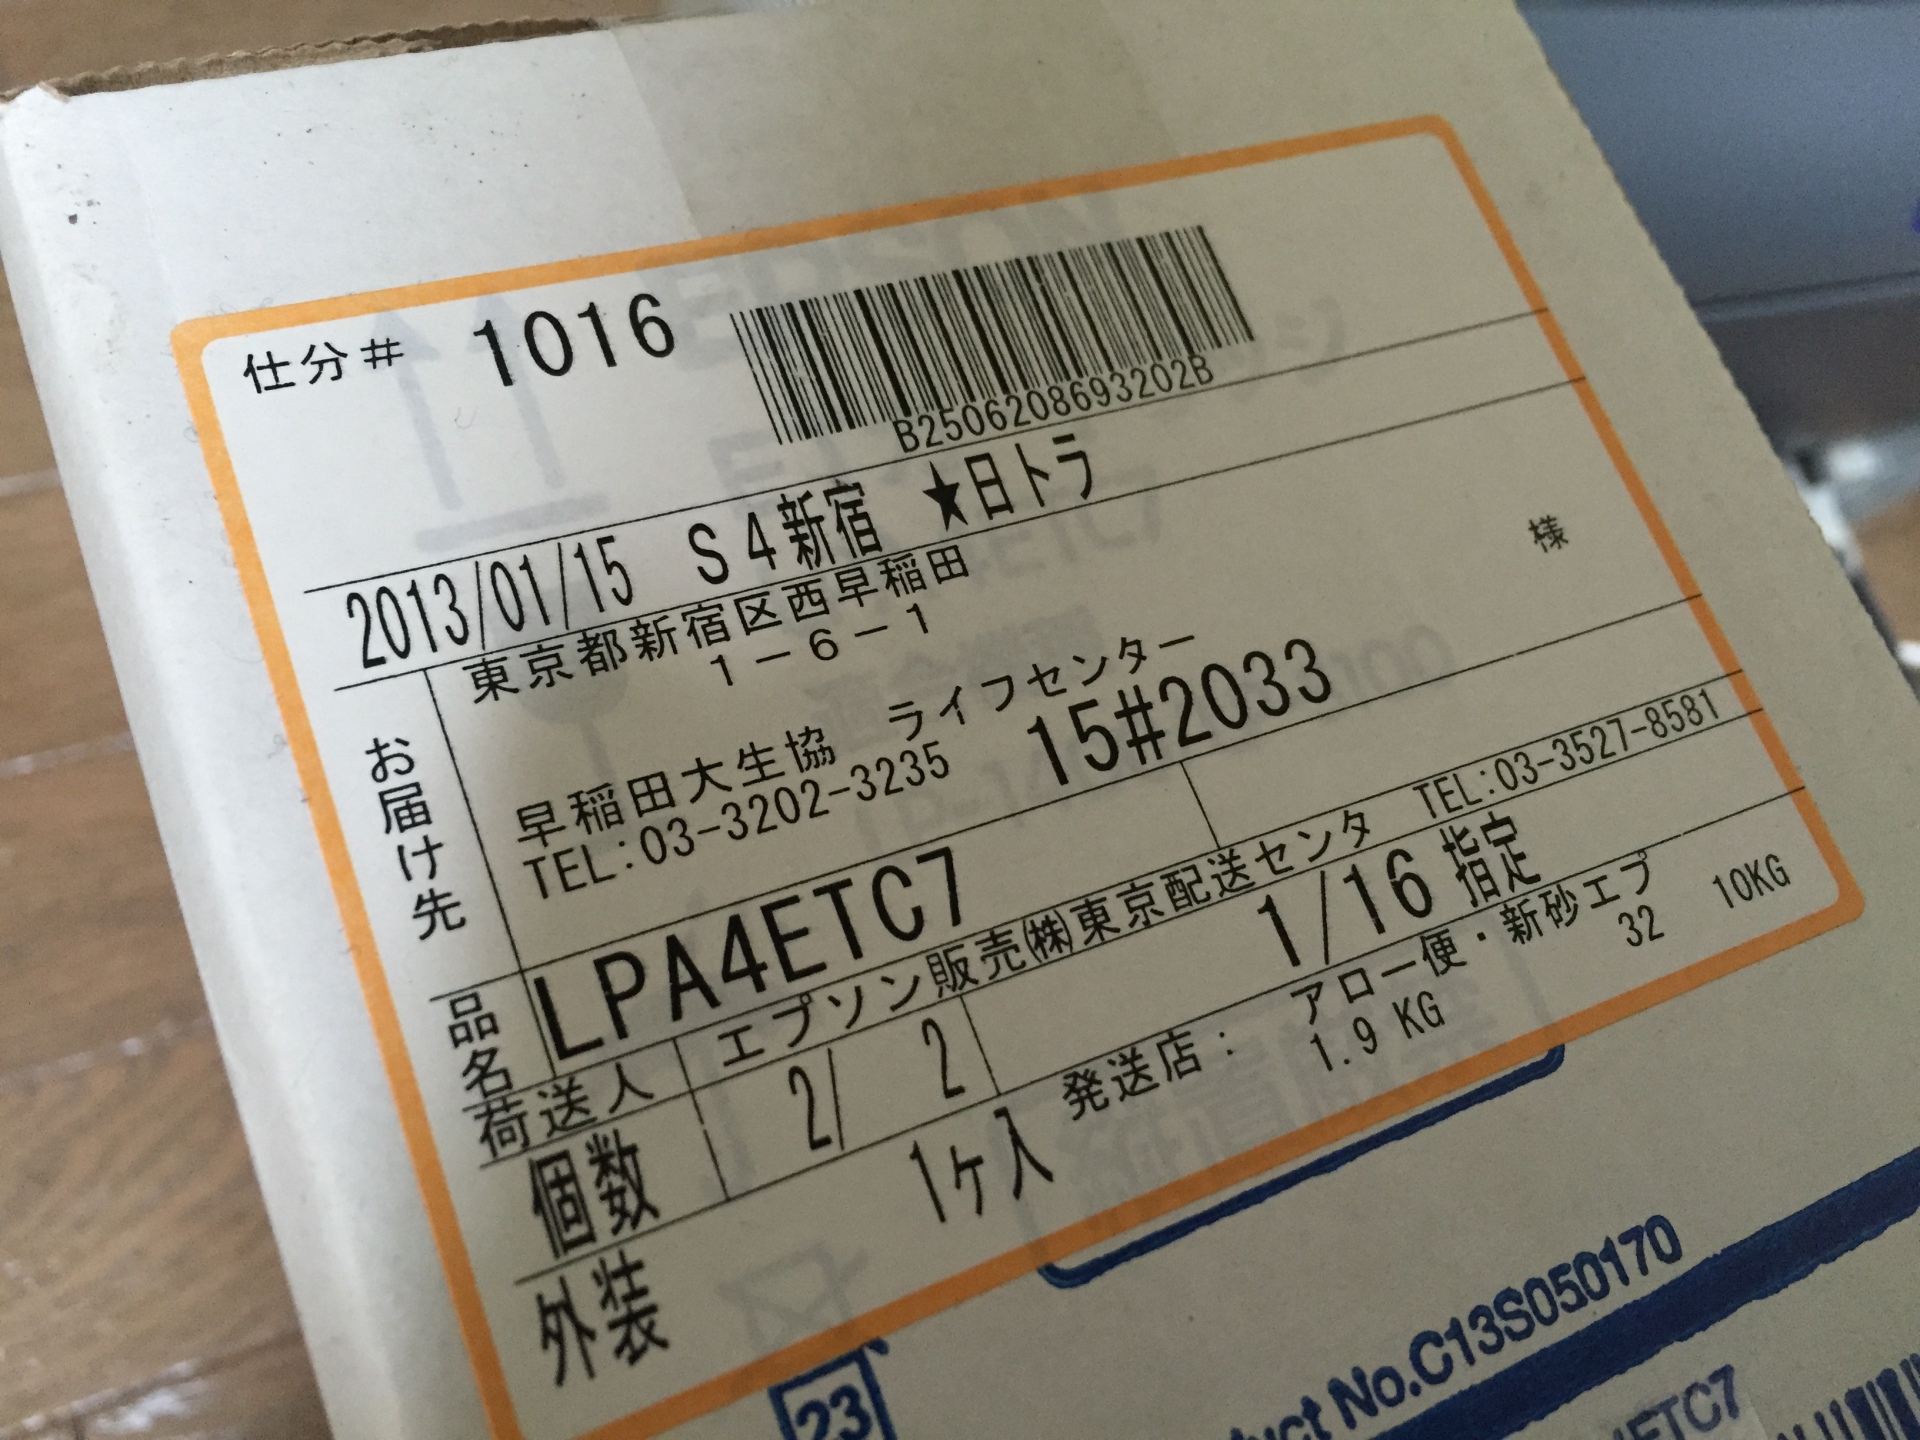 仕分# 1016
B2506208693202B
2013/01/15 S4新宿 ★日トラ
お届け先
東京都新宿区西早稲田
1-6-1
様
早稲田大生協 ライフセンター
TEL:03-3202-3235 15#2033
品名 LPA4ETC7
荷送人 エプソン販売㈱東京配送センタ TEL:03-3527-8581
個数 2/ 2 1/16 指定
発送店: アロー便・新砂エプ
1.9 KG 32 10KG
外装 1ヶ入
23
uct No.C13S050170
ETC7